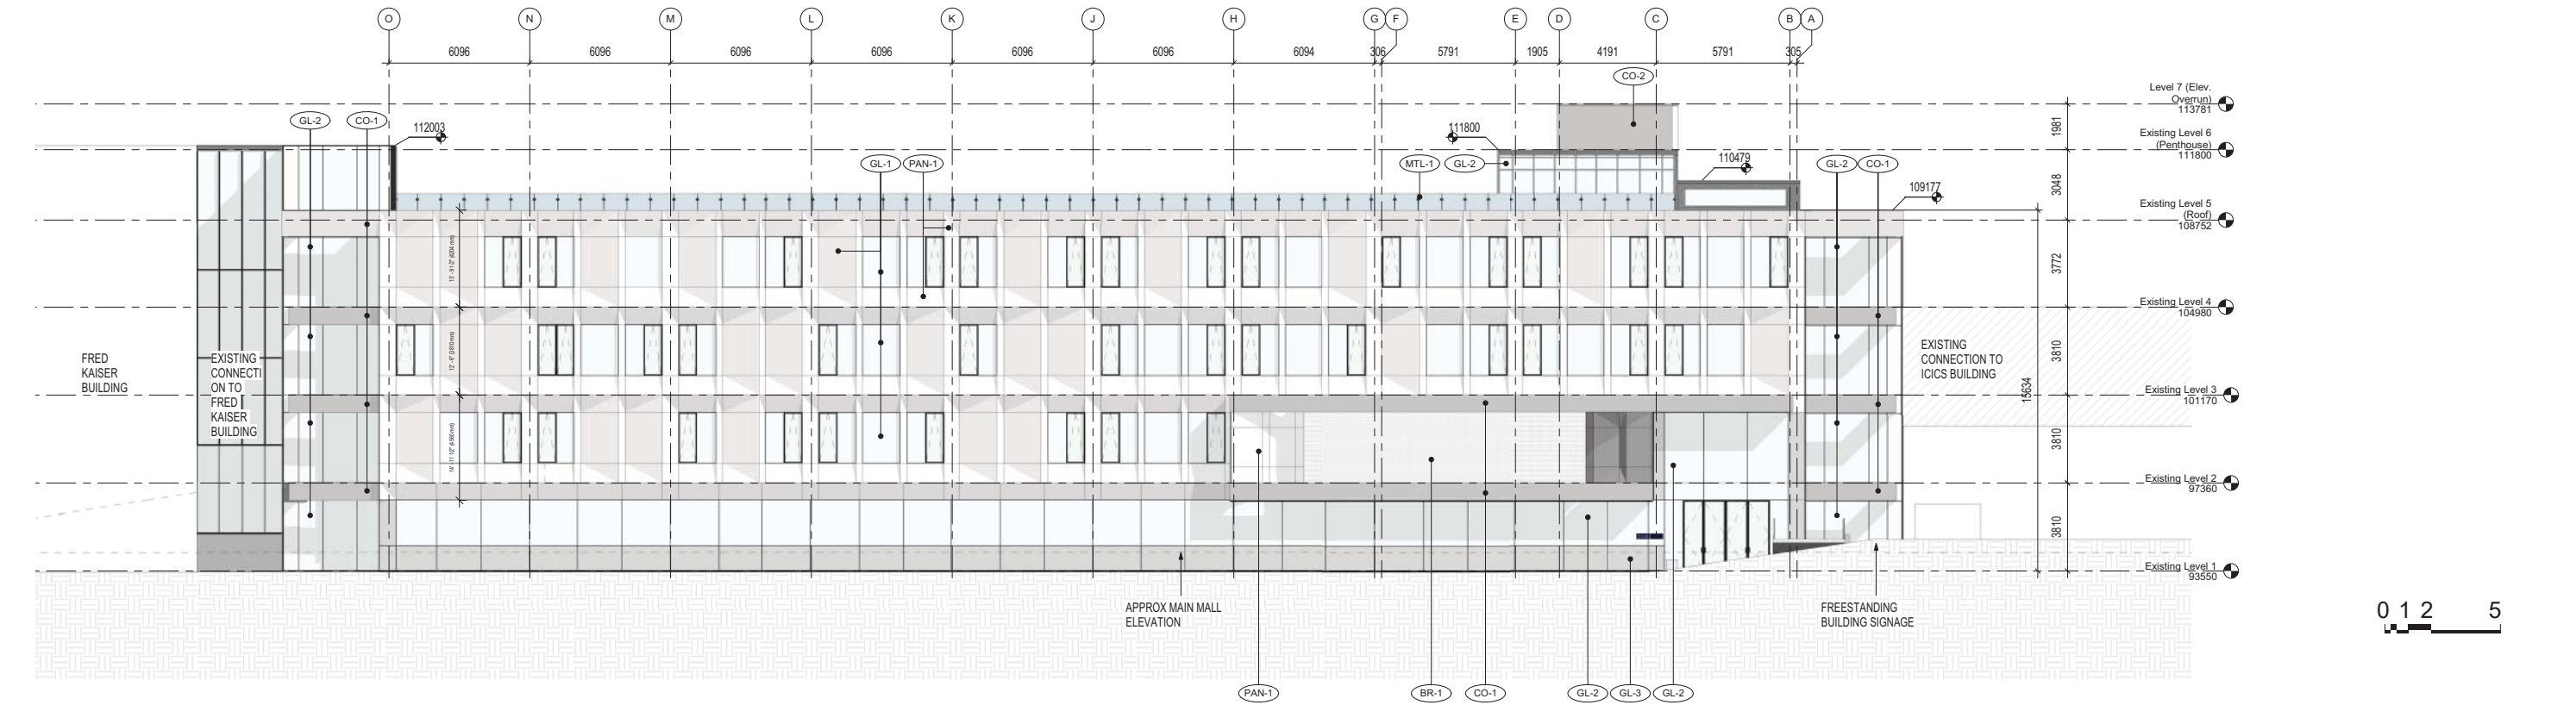 O N M L K J H G F E D C B A
6096 6096 6096 6096 6096 6096 6094 306 5791 1905 4191 5791 305
CO-2
Level 7 (Elev.
Overrun)
113781
1981
GL-2 CO-1
112003
111800
Existing Level 6
(Penthouse)
111800
GL-1 PAN-1
MTL-1 GL-2
110479
GL-2 CO-1
109177
3048
Existing Level 5
(Roof)
108752
3772
Existing Level 4
104980
3810
Existing Level 3
101170
15634
3810
Existing Level 2
97360
3810
Existing Level 1
93550
FRED
KAISER
BUILDING
EXISTING
CONNECTI
ON TO
FRED
KAISER
BUILDING
EXISTING
CONNECTION TO
ICICS BUILDING
APPROX MAIN MALL
ELEVATION
FREESTANDING
BUILDING SIGNAGE
0 1 2 5
PAN-1 BR-1 CO-1 GL-2 GL-3 GL-2